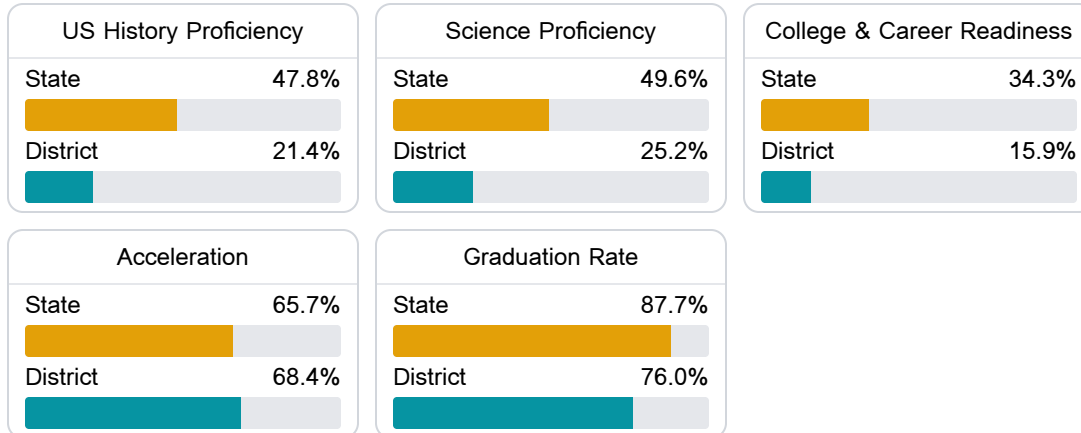 US History Proficiency
State 47.8%
District 21.4%
Science Proficiency
State 49.6%
District 25.2%
College & Career Readiness
State 34.3%
District 15.9%
Acceleration
State 65.7%
District 68.4%
Graduation Rate
State 87.7%
District 76.0%